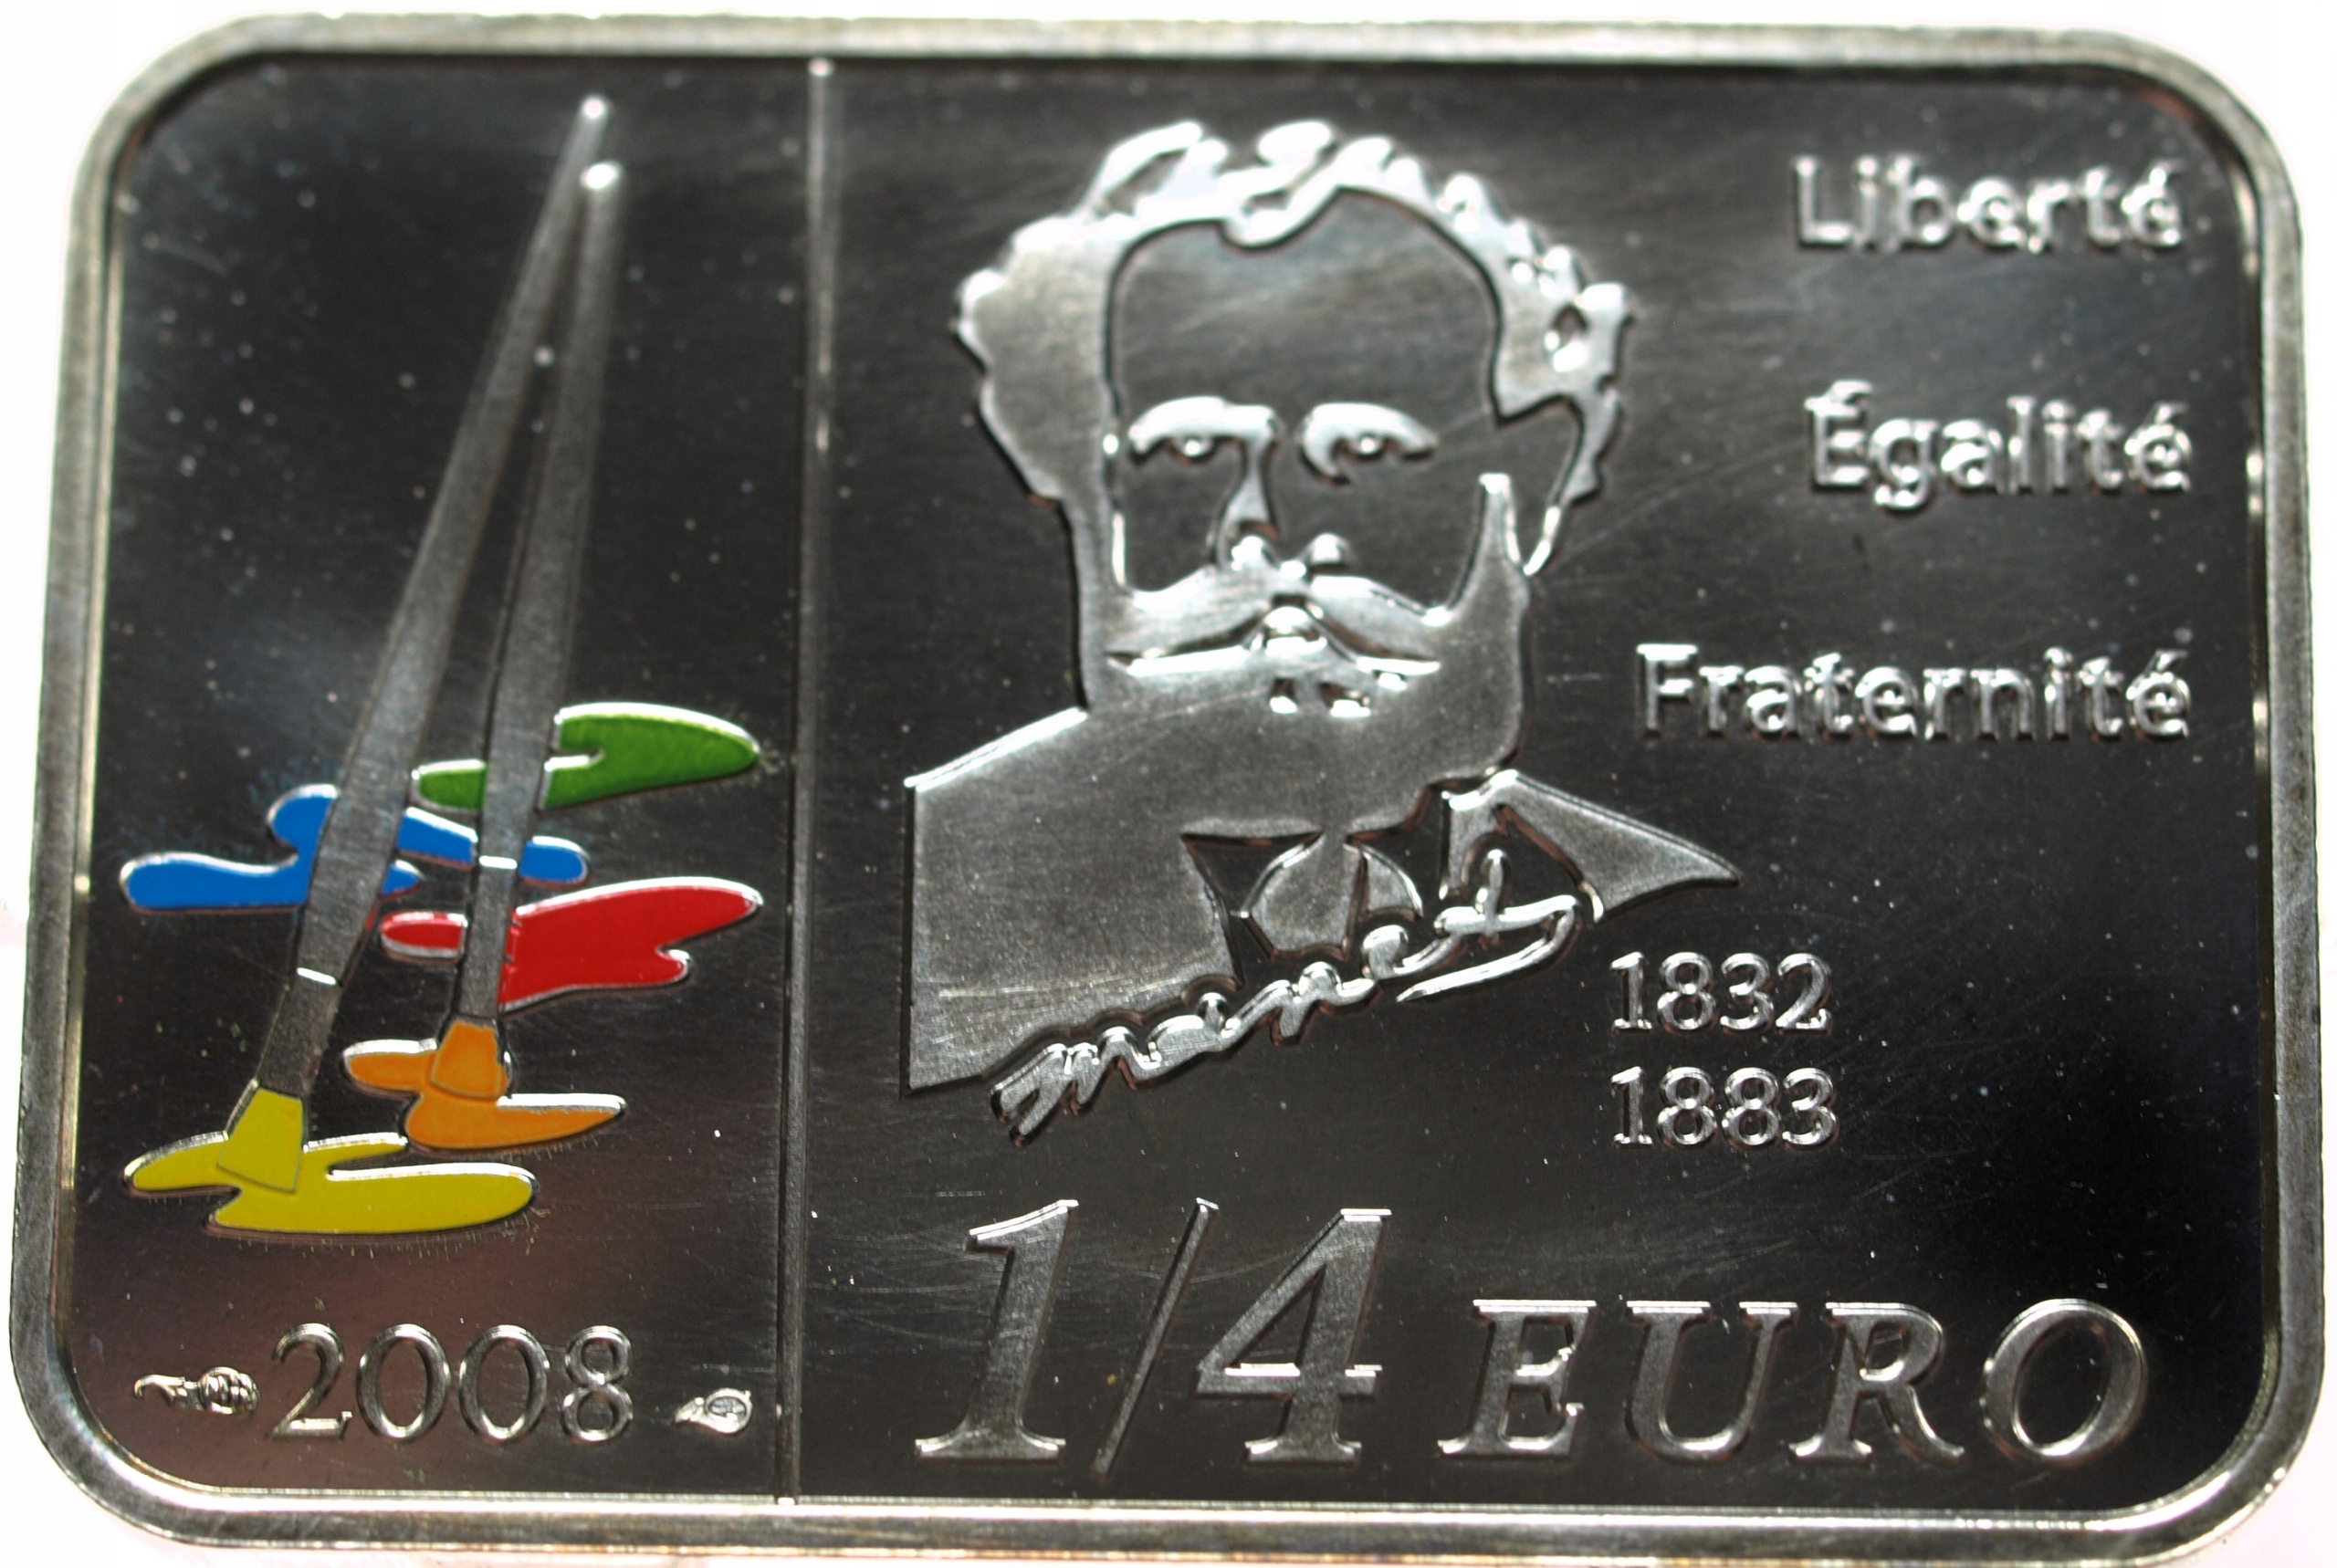 Liberté
Égalité
Fraternité
manet
1832
1883
2008
1/4 EURO